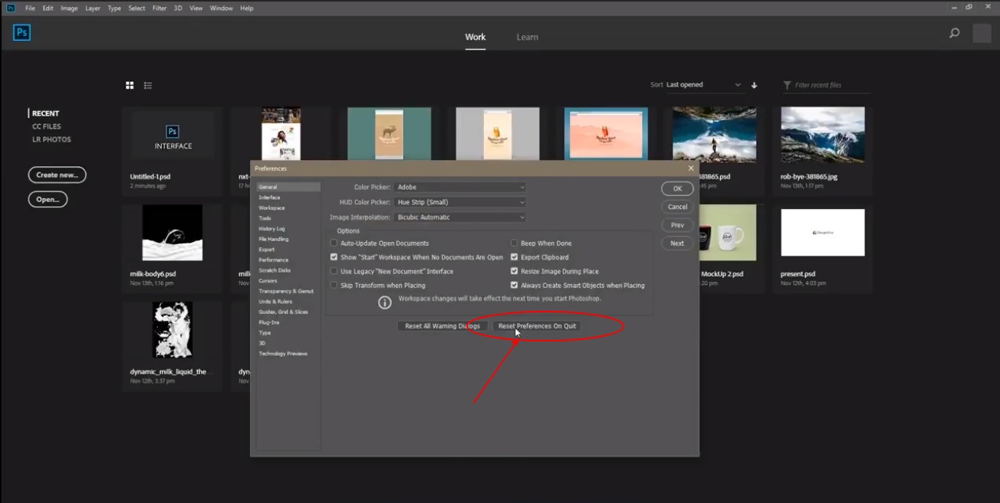 Ps File Edit Image Layer Type Select Filter 3D View Window Help
Ps
Work Learn
Sort Last opened
Filter recent files
RECENT
CC FILES
LR PHOTOS
Create new...
Open...
Ps
INTERFACE
Untitled-1.psd
2 minutes ago
nxt-
17 h
381865.psd
:45 pm
rob-bye-381865.jpg
Nov 13th, 1:17 pm
milk-body6.psd
Nov 13th, 1:16 pm
mil
Nov
MockUp 2.psd
:20 pm
GoogleDrive
present.psd
Nov 12th, 4:03 pm
dynamic_milk_liquid_the...
Nov 12th, 3:37 pm
dyn
Nov
Preferences
General
Interface
Workspace
Tools
History Log
File Handling
Export
Performance
Scratch Disks
Cursors
Transparency & Gamut
Units & Rulers
Guides, Grid & Slices
Plug-Ins
Type
3D
Technology Previews
Color Picker: Adobe
HUD Color Picker: Hue Strip (Small)
Image Interpolation: Bicubic Automatic
Options
Auto-Update Open Documents
Beep When Done
Show "Start" Workspace When No Documents Are Open
Export Clipboard
Use Legacy "New Document" Interface
Resize Image During Place
Skip Transform when Placing
Always Create Smart Objects when Placing
Workspace changes will take effect the next time you start Photoshop.
Reset All Warning Dialogs
Reset Preferences On Quit
OK
Cancel
Prev
Next